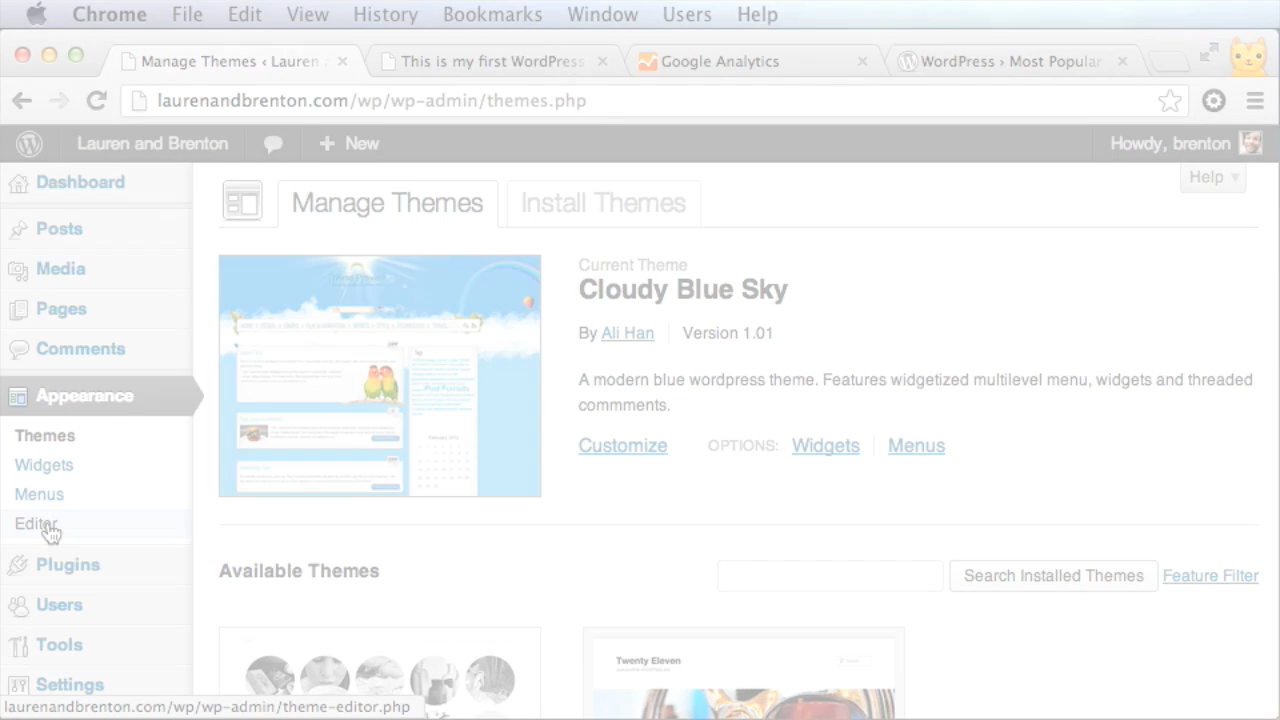 Chrome File Edit View History Bookmarks Window Users Help
Manage Themes ‹ Lauren
This is my first WordPress
Google Analytics
WordPress › Most Popular
laurenandbrenton.com/wp/wp-admin/themes.php
Lauren and Brenton
New
Howdy, brenton
Dashboard
Posts
Media
Pages
Comments
Appearance
Themes
Widgets
Menus
Editor
Plugins
Users
Tools
Settings
Manage Themes
Install Themes
Help
Current Theme
Cloudy Blue Sky
By Ali Han
Version 1.01
A modern blue wordpress theme. Features widgetized multilevel menu, widgets and threaded
commments.
Customize
OPTIONS: Widgets Menus
Available Themes
Search Installed Themes
Feature Filter
Twenty Eleven
laurenandbrenton.com/wp/wp-admin/theme-editor.php